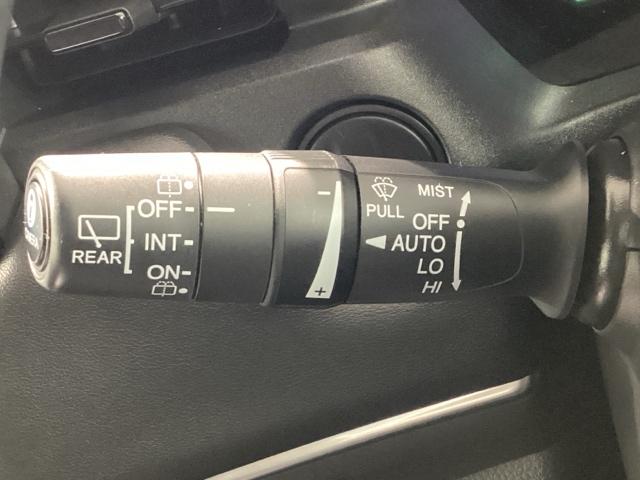 REAR
OFF
INT
ON
-
+
PULL
MIST
OFF
AUTO
LO
HI